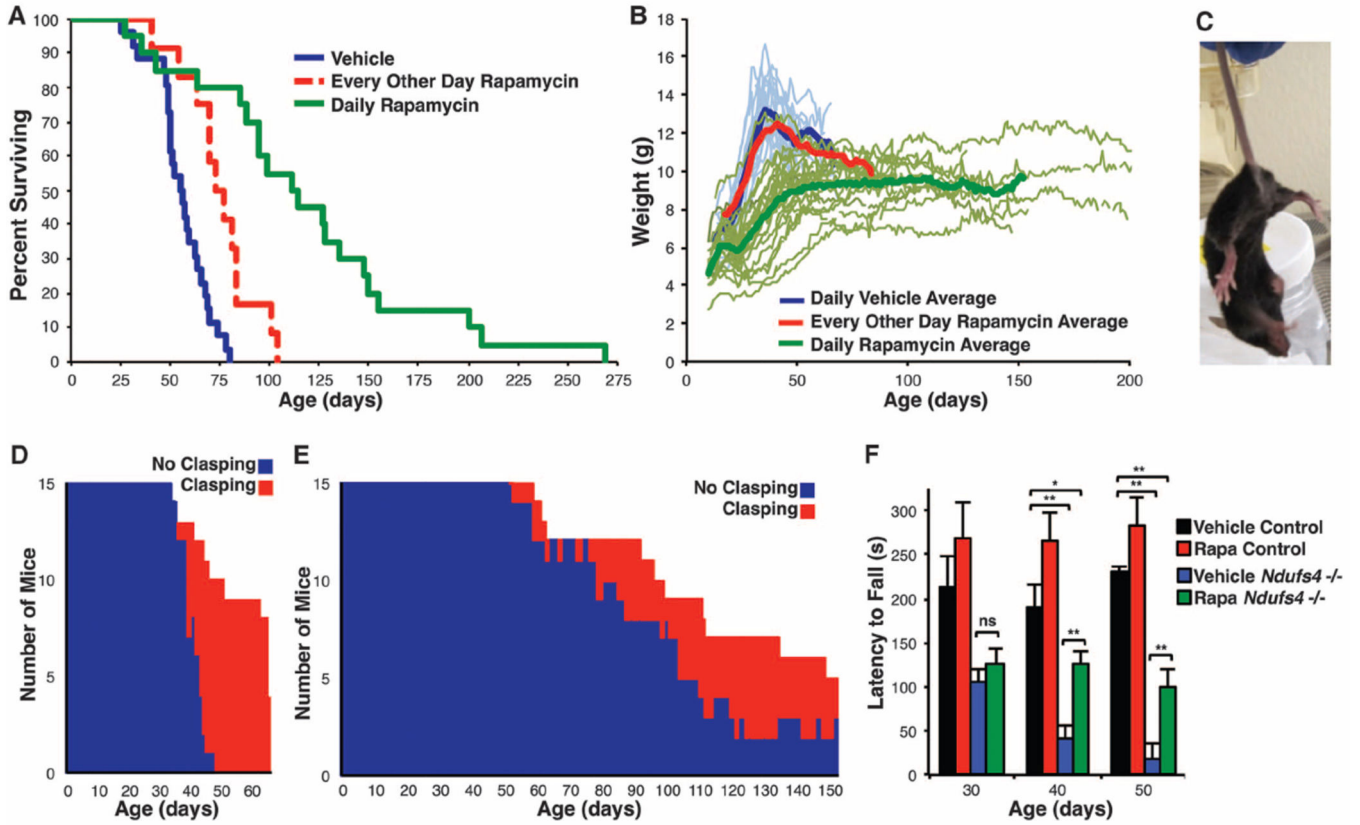 A
100
90
80
70
60
50
40
30
20
10
0
Percent Surviving
Vehicle
Every Other Day Rapamycin
Daily Rapamycin
0 25 50 75 100 125 150 175 200 225 250 275
Age (days)
B
18
16
14
12
10
8
6
4
2
0
Weight (g)
Daily Vehicle Average
Every Other Day Rapamycin Average
Daily Rapamycin Average
0 50 100 150 200
Age (days)
C
D
No Clasping
Clasping
15
10
5
0
Number of Mice
0 10 20 30 40 50 60
Age (days)
E
No Clasping
Clasping
15
10
5
0
Number of Mice
0 10 20 30 40 50 60 70 80 90 100 110 120 130 140 150
Age (days)
F
300
250
200
150
100
50
0
Latency to Fall (s)
ns
*
**
**
**
**
**
Vehicle Control
Rapa Control
Vehicle Ndufs4 -/-
Rapa Ndufs4 -/-
30 40 50
Age (days)